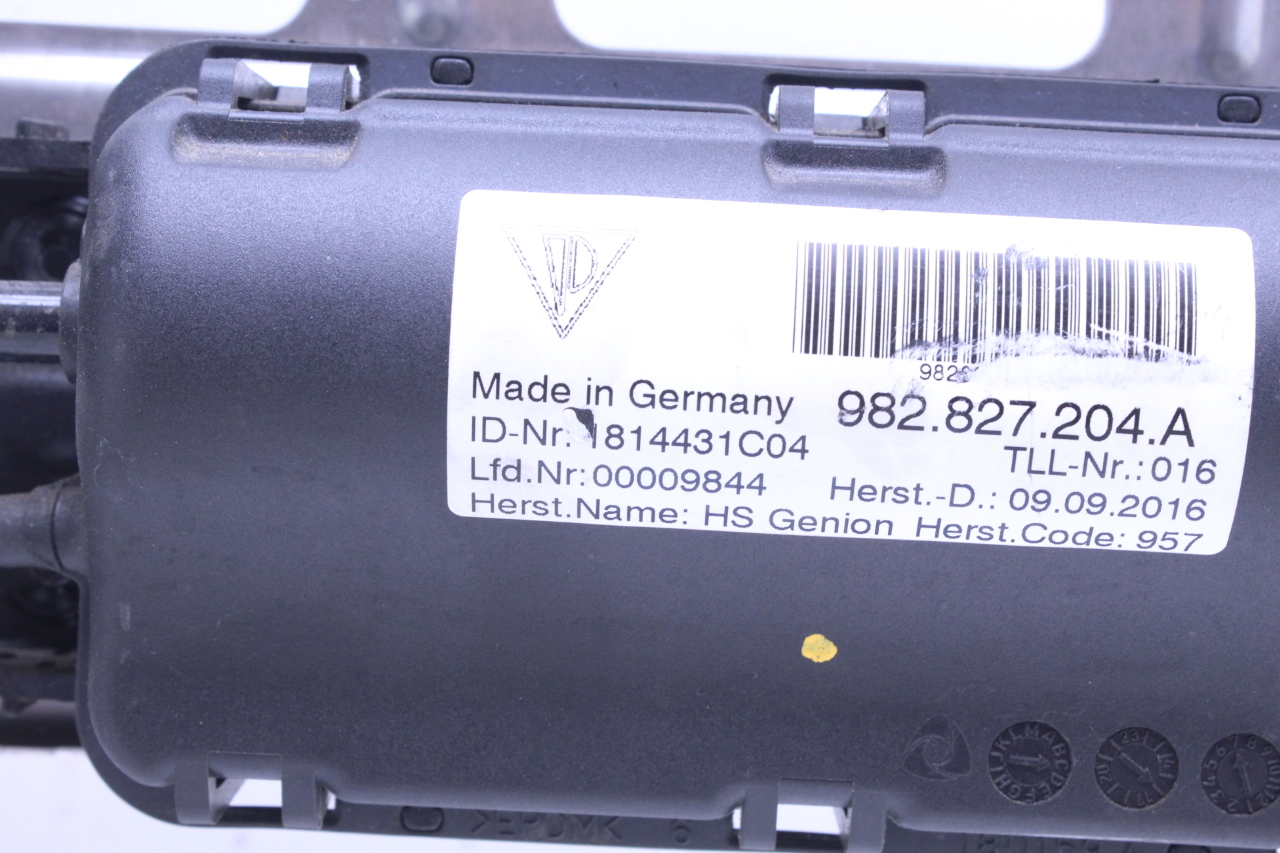 Made in Germany
982.827.204.A
ID-Nr. 1814431C04
TLL-Nr.: 016
Lfd.Nr: 00009844
Herst.-D.: 09.09.2016
Herst.Name: HS Genion Herst.Code: 957
>EPDM<